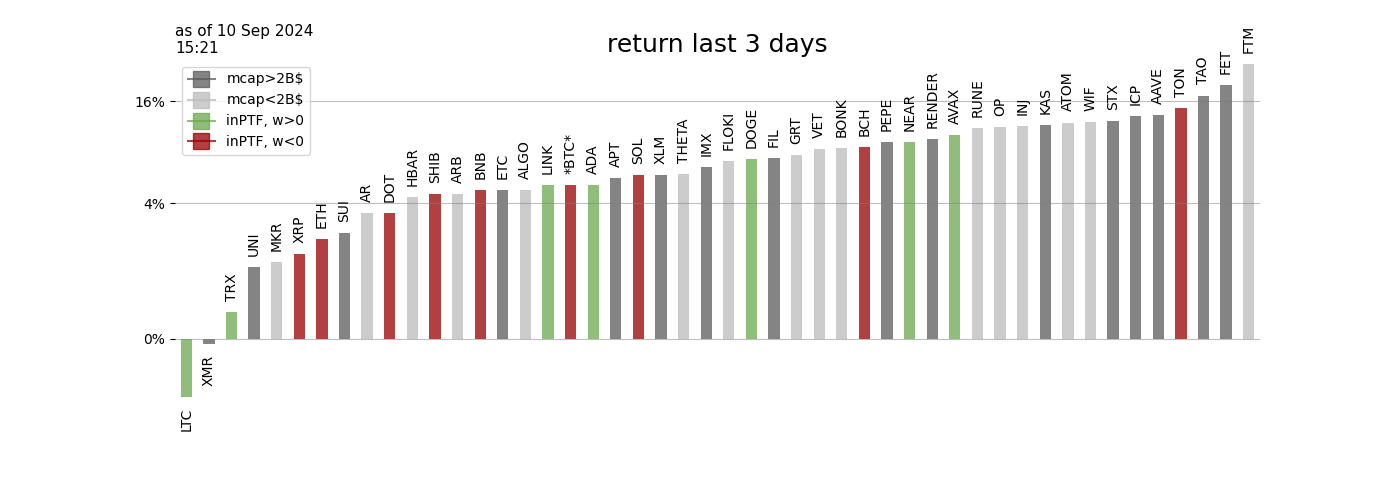 as of 10 Sep 2024
15:21
return last 3 days
mcap>2B$
mcap<2B$
inPTF, w>0
inPTF, w<0
16%
4%
0%
LTC
XMR
TRX
UNI
MKR
XRP
ETH
SUI
AR
DOT
HBAR
SHIB
ARB
BNB
ETC
ALGO
LINK
*BTC*
ADA
APT
SOL
XLM
THETA
IMX
FLOKI
DOGE
FIL
GRT
VET
BONK
BCH
PEPE
NEAR
RENDER
AVAX
RUNE
OP
INJ
KAS
ATOM
WIF
STX
ICP
AAVE
TON
TAO
FET
FTM